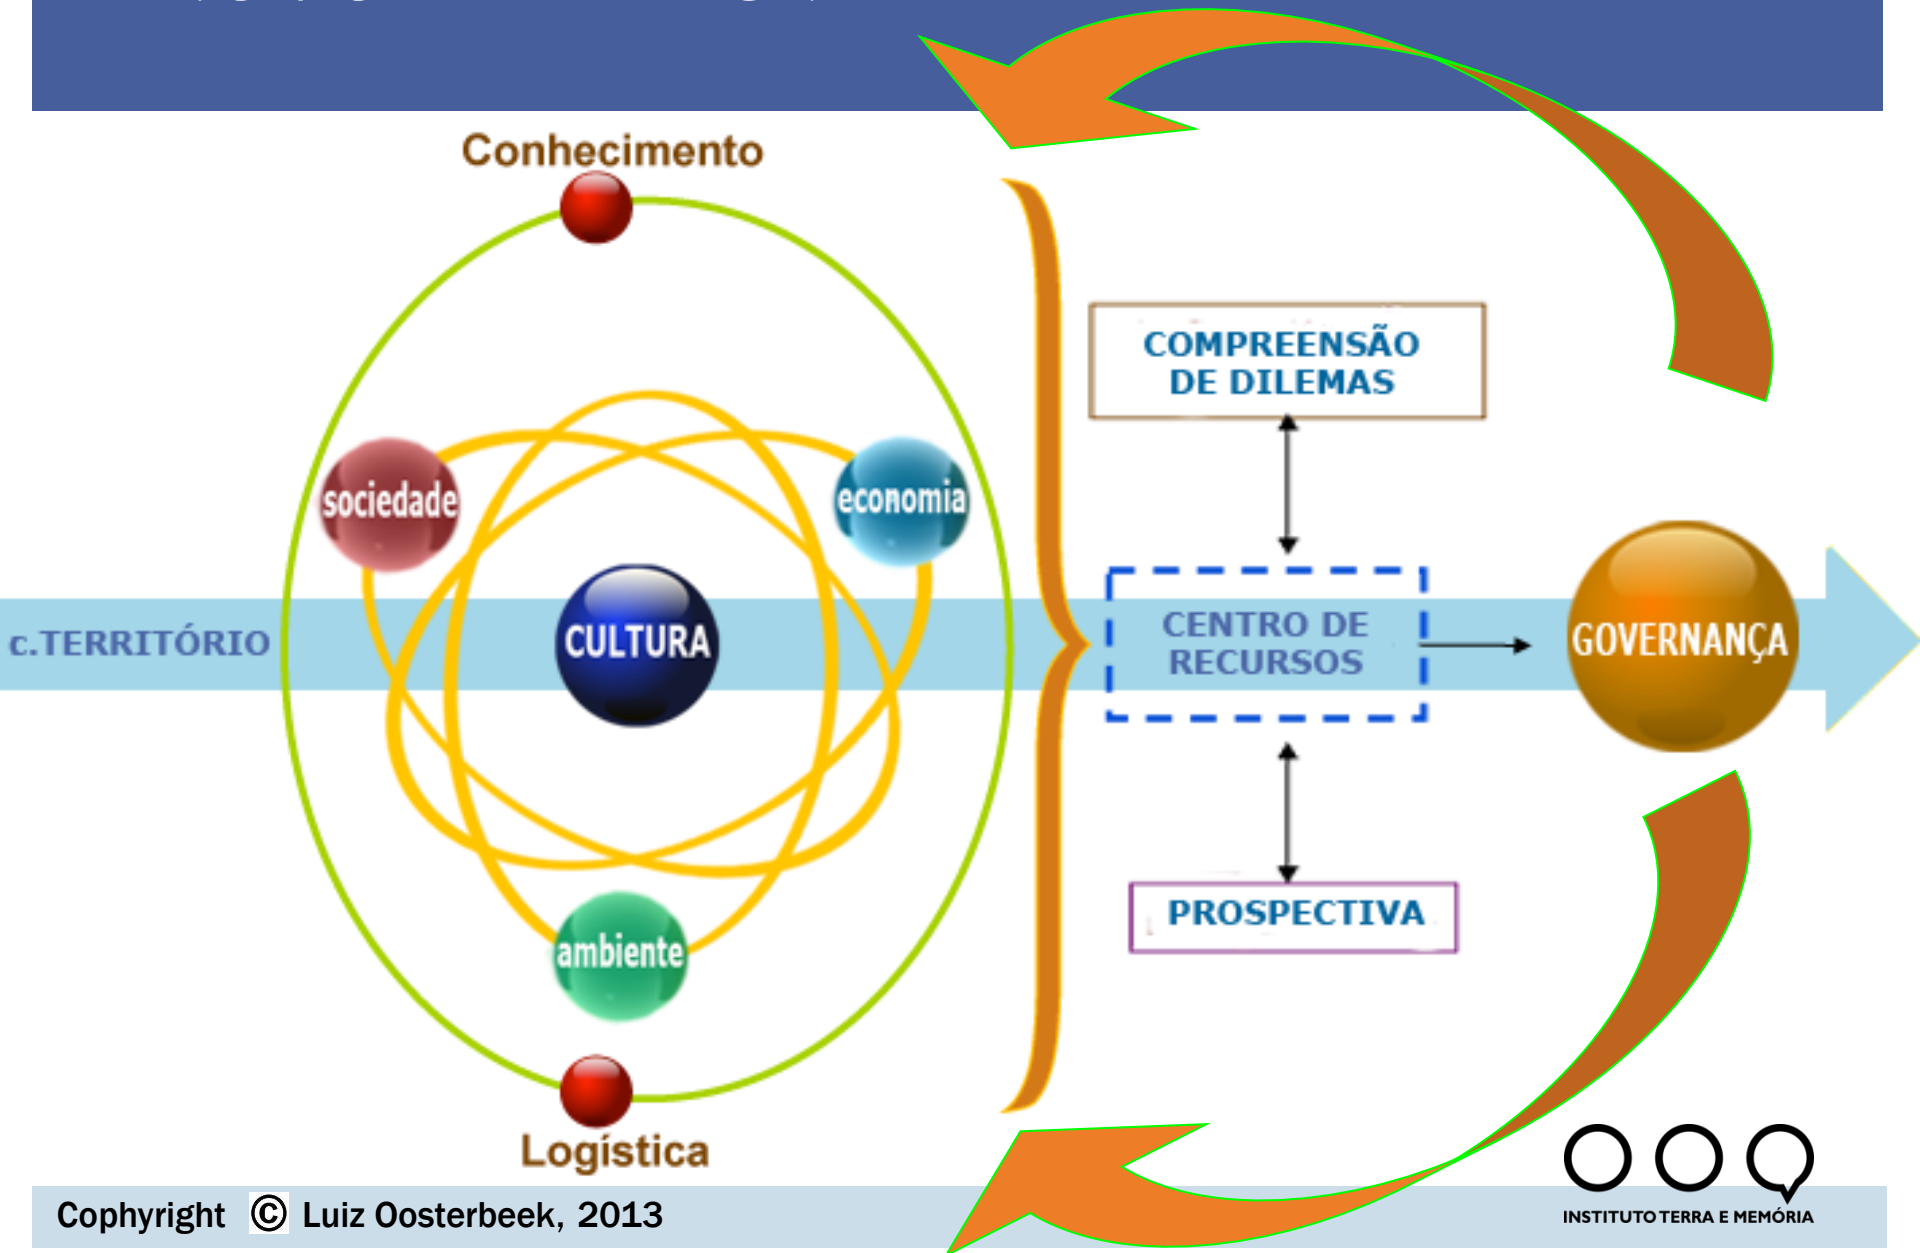 Conhecimento
COMPREENSÃO
DE DILEMAS
sociedade
economia
c.TERRITÓRIO
CULTURA
CENTRO DE
RECURSOS
GOVERNANÇA
PROSPECTIVA
ambiente
Logística
Cophyright © Luiz Oosterbeek, 2013
INSTITUTO TERRA E MEMÓRIA